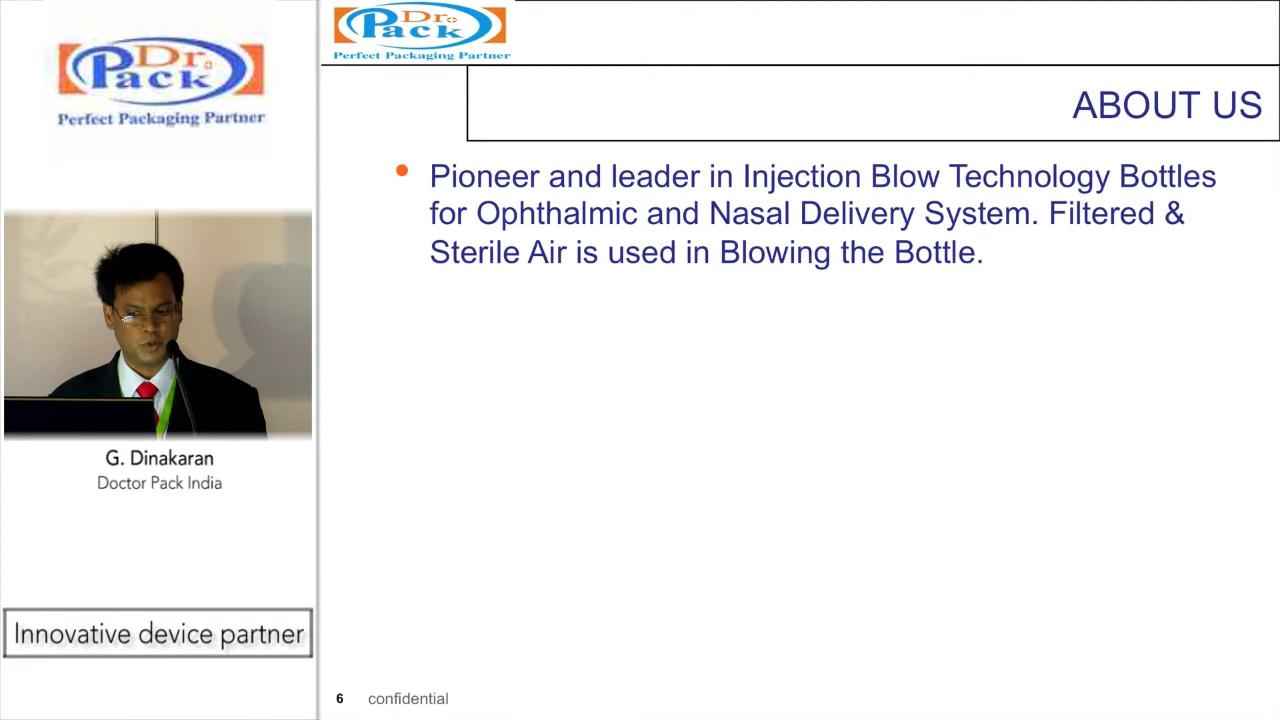 Dr.
Pack
Perfect Packaging Partner
G. Dinakaran
Doctor Pack India
Innovative device partner
Dr.
Pack
Perfect Packaging Partner
ABOUT US
• Pioneer and leader in Injection Blow Technology Bottles
for Ophthalmic and Nasal Delivery System. Filtered &
Sterile Air is used in Blowing the Bottle.
6 confidential